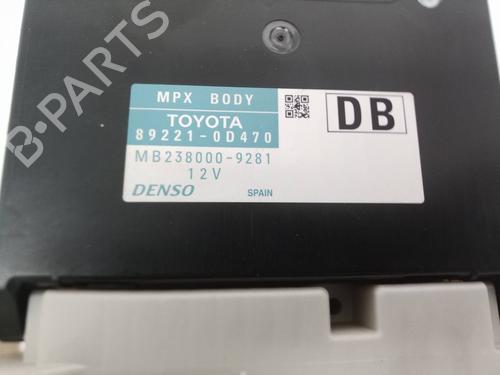 MPX BODY
TOYOTA
89221-0D470
MB238000-9281
12V
DENSO
SPAIN
DB
B-PARTS